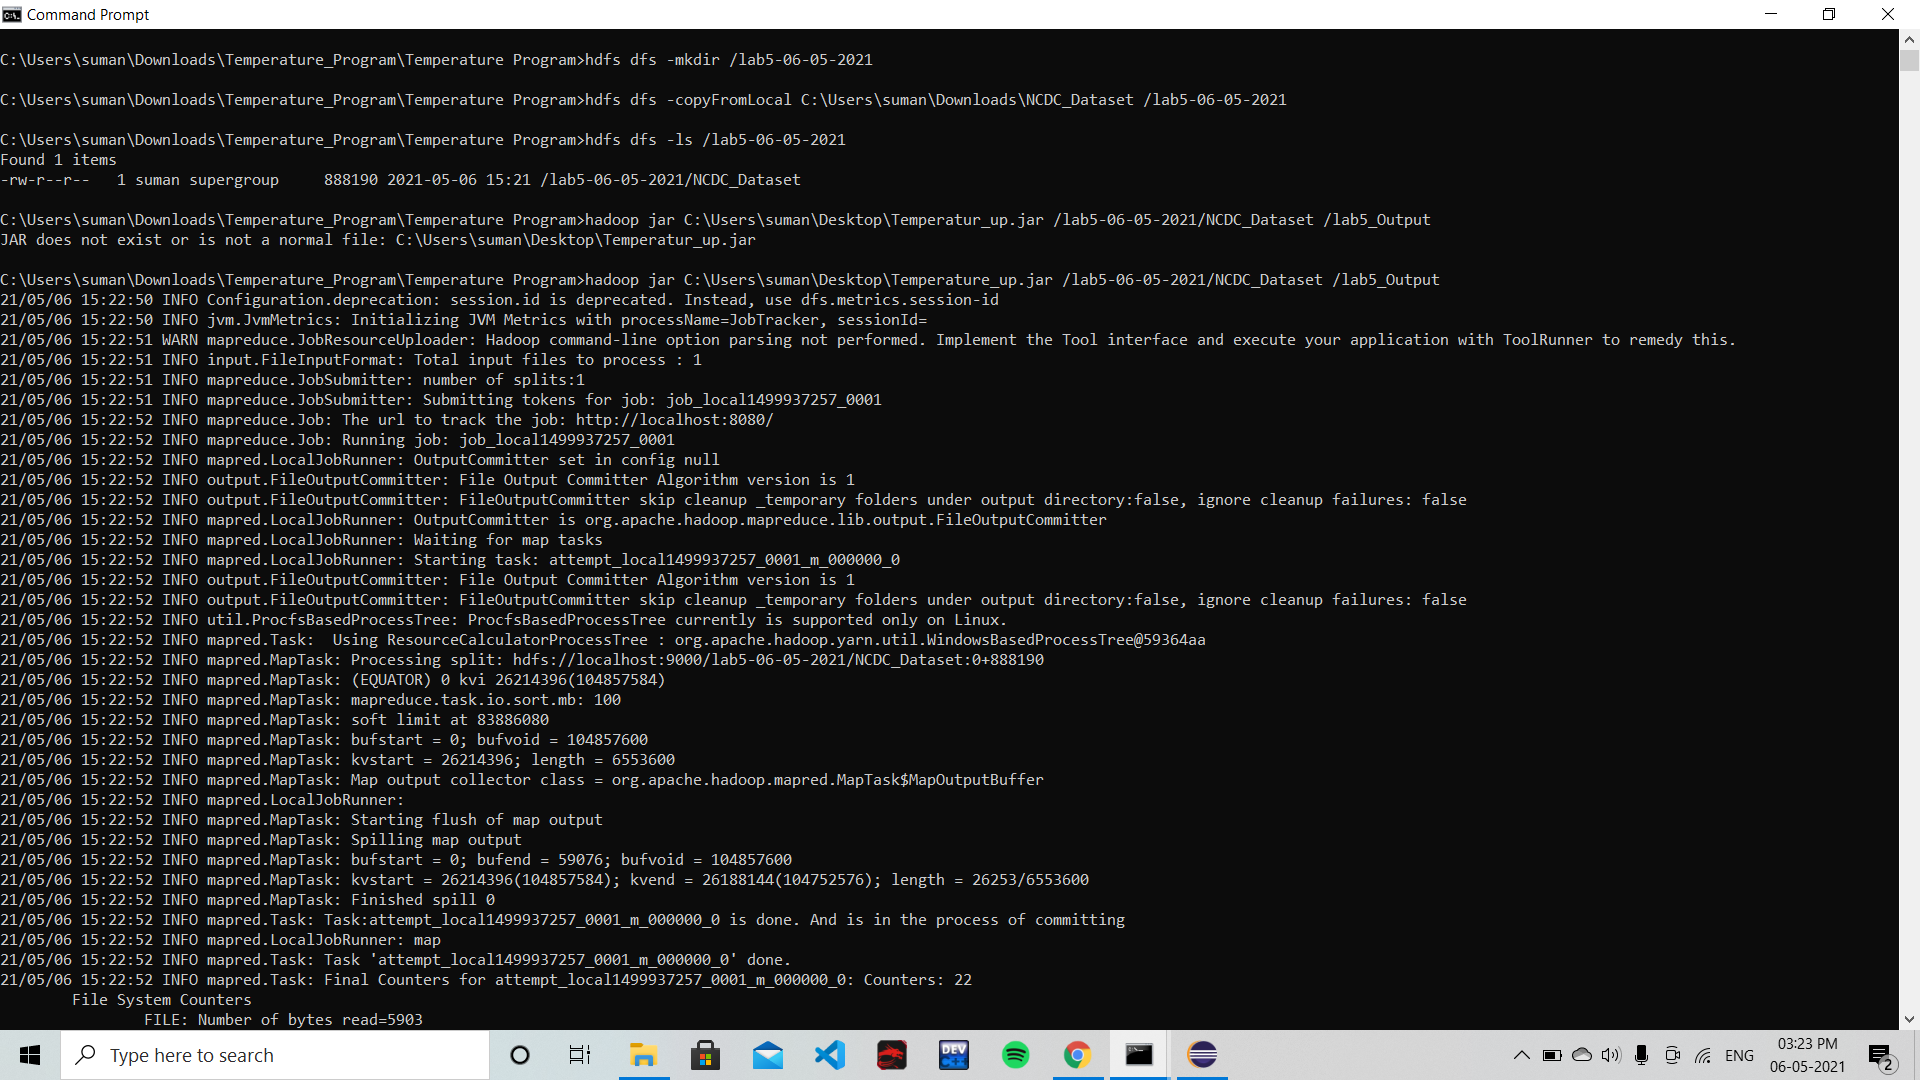 Command Prompt
C:\Users\suman\Downloads\Temperature_Program\Temperature Program>hdfs dfs -mkdir /lab5-06-05-2021
C:\Users\suman\Downloads\Temperature_Program\Temperature Program>hdfs dfs -copyFromLocal C:\Users\suman\Downloads\NCDC_Dataset /lab5-06-05-2021
C:\Users\suman\Downloads\Temperature_Program\Temperature Program>hdfs dfs -ls /lab5-06-05-2021
Found 1 items
-rw-r--r--   1 suman supergroup     888190 2021-05-06 15:21 /lab5-06-05-2021/NCDC_Dataset
C:\Users\suman\Downloads\Temperature_Program\Temperature Program>hadoop jar C:\Users\suman\Desktop\Temperatur_up.jar /lab5-06-05-2021/NCDC_Dataset /lab5_Output
JAR does not exist or is not a normal file: C:\Users\suman\Desktop\Temperatur_up.jar
C:\Users\suman\Downloads\Temperature_Program\Temperature Program>hadoop jar C:\Users\suman\Desktop\Temperature_up.jar /lab5-06-05-2021/NCDC_Dataset /lab5_Output
21/05/06 15:22:50 INFO Configuration.deprecation: session.id is deprecated. Instead, use dfs.metrics.session-id
21/05/06 15:22:50 INFO jvm.JvmMetrics: Initializing JVM Metrics with processName=JobTracker, sessionId=
21/05/06 15:22:51 WARN mapreduce.JobResourceUploader: Hadoop command-line option parsing not performed. Implement the Tool interface and execute your application with ToolRunner to remedy this.
21/05/06 15:22:51 INFO input.FileInputFormat: Total input files to process : 1
21/05/06 15:22:51 INFO mapreduce.JobSubmitter: number of splits:1
21/05/06 15:22:51 INFO mapreduce.JobSubmitter: Submitting tokens for job: job_local1499937257_0001
21/05/06 15:22:52 INFO mapreduce.Job: The url to track the job: http://localhost:8080/
21/05/06 15:22:52 INFO mapreduce.Job: Running job: job_local1499937257_0001
21/05/06 15:22:52 INFO mapred.LocalJobRunner: OutputCommitter set in config null
21/05/06 15:22:52 INFO output.FileOutputCommitter: File Output Committer Algorithm version is 1
21/05/06 15:22:52 INFO output.FileOutputCommitter: FileOutputCommitter skip cleanup _temporary folders under output directory:false, ignore cleanup failures: false
21/05/06 15:22:52 INFO mapred.LocalJobRunner: OutputCommitter is org.apache.hadoop.mapreduce.lib.output.FileOutputCommitter
21/05/06 15:22:52 INFO mapred.LocalJobRunner: Waiting for map tasks
21/05/06 15:22:52 INFO mapred.LocalJobRunner: Starting task: attempt_local1499937257_0001_m_000000_0
21/05/06 15:22:52 INFO output.FileOutputCommitter: File Output Committer Algorithm version is 1
21/05/06 15:22:52 INFO output.FileOutputCommitter: FileOutputCommitter skip cleanup _temporary folders under output directory:false, ignore cleanup failures: false
21/05/06 15:22:52 INFO util.ProcfsBasedProcessTree: ProcfsBasedProcessTree currently is supported only on Linux.
21/05/06 15:22:52 INFO mapred.Task:  Using ResourceCalculatorProcessTree : org.apache.hadoop.yarn.util.WindowsBasedProcessTree@59364aa
21/05/06 15:22:52 INFO mapred.MapTask: Processing split: hdfs://localhost:9000/lab5-06-05-2021/NCDC_Dataset:0+888190
21/05/06 15:22:52 INFO mapred.MapTask: (EQUATOR) 0 kvi 26214396(104857584)
21/05/06 15:22:52 INFO mapred.MapTask: mapreduce.task.io.sort.mb: 100
21/05/06 15:22:52 INFO mapred.MapTask: soft limit at 83886080
21/05/06 15:22:52 INFO mapred.MapTask: bufstart = 0; bufvoid = 104857600
21/05/06 15:22:52 INFO mapred.MapTask: kvstart = 26214396; length = 6553600
21/05/06 15:22:52 INFO mapred.MapTask: Map output collector class = org.apache.hadoop.mapred.MapTask$MapOutputBuffer
21/05/06 15:22:52 INFO mapred.LocalJobRunner:
21/05/06 15:22:52 INFO mapred.MapTask: Starting flush of map output
21/05/06 15:22:52 INFO mapred.MapTask: Spilling map output
21/05/06 15:22:52 INFO mapred.MapTask: bufstart = 0; bufend = 59076; bufvoid = 104857600
21/05/06 15:22:52 INFO mapred.MapTask: kvstart = 26214396(104857584); kvend = 26188144(104752576); length = 26253/6553600
21/05/06 15:22:52 INFO mapred.MapTask: Finished spill 0
21/05/06 15:22:52 INFO mapred.Task: Task:attempt_local1499937257_0001_m_000000_0 is done. And is in the process of committing
21/05/06 15:22:52 INFO mapred.LocalJobRunner: map
21/05/06 15:22:52 INFO mapred.Task: Task 'attempt_local1499937257_0001_m_000000_0' done.
21/05/06 15:22:52 INFO mapred.Task: Final Counters for attempt_local1499937257_0001_m_000000_0: Counters: 22
File System Counters
FILE: Number of bytes read=5903
Type here to search
DEV
C++
ENG
03:23 PM
06-05-2021
2